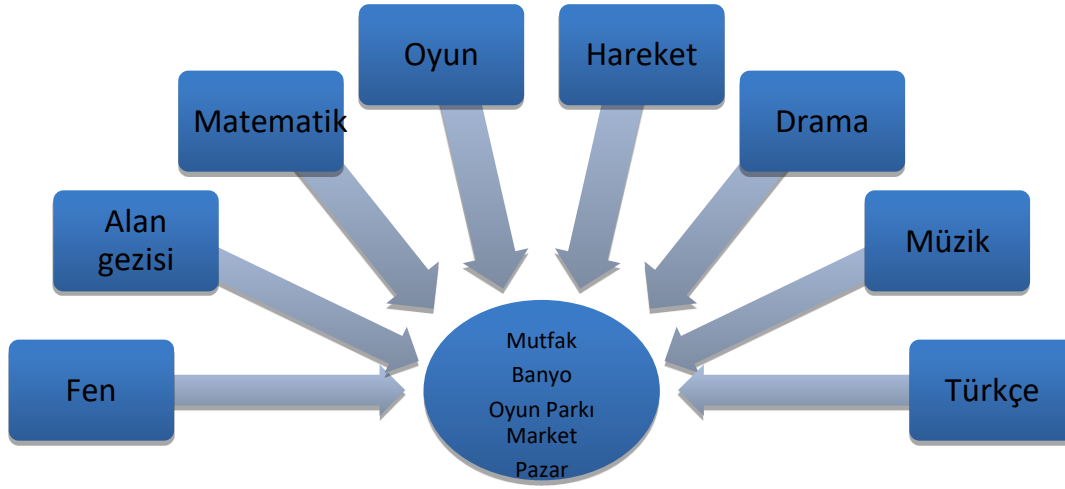 Oyun
Hareket
Matematik
Drama
Alan
gezisi
Müzik
Fen
Mutfak
Banyo
Oyun Parkı
Market
Pazar
Türkçe